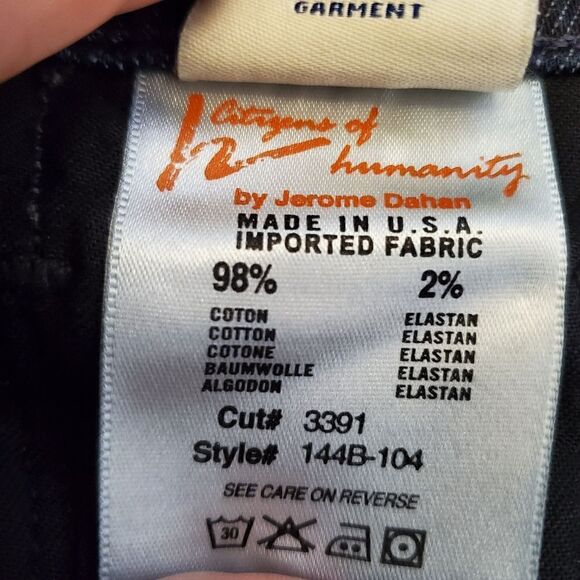 GARMENT
Citizens of
humanity
by Jerome Dahan
MADE IN U.S.A.
IMPORTED FABRIC
98% 2%
COTON ELASTAN
COTTON ELASTAN
COTONE ELASTAN
BAUMWOLLE ELASTAN
ALGODON ELASTAN
Cut# 3391
Style# 144B-104
SEE CARE ON REVERSE
30